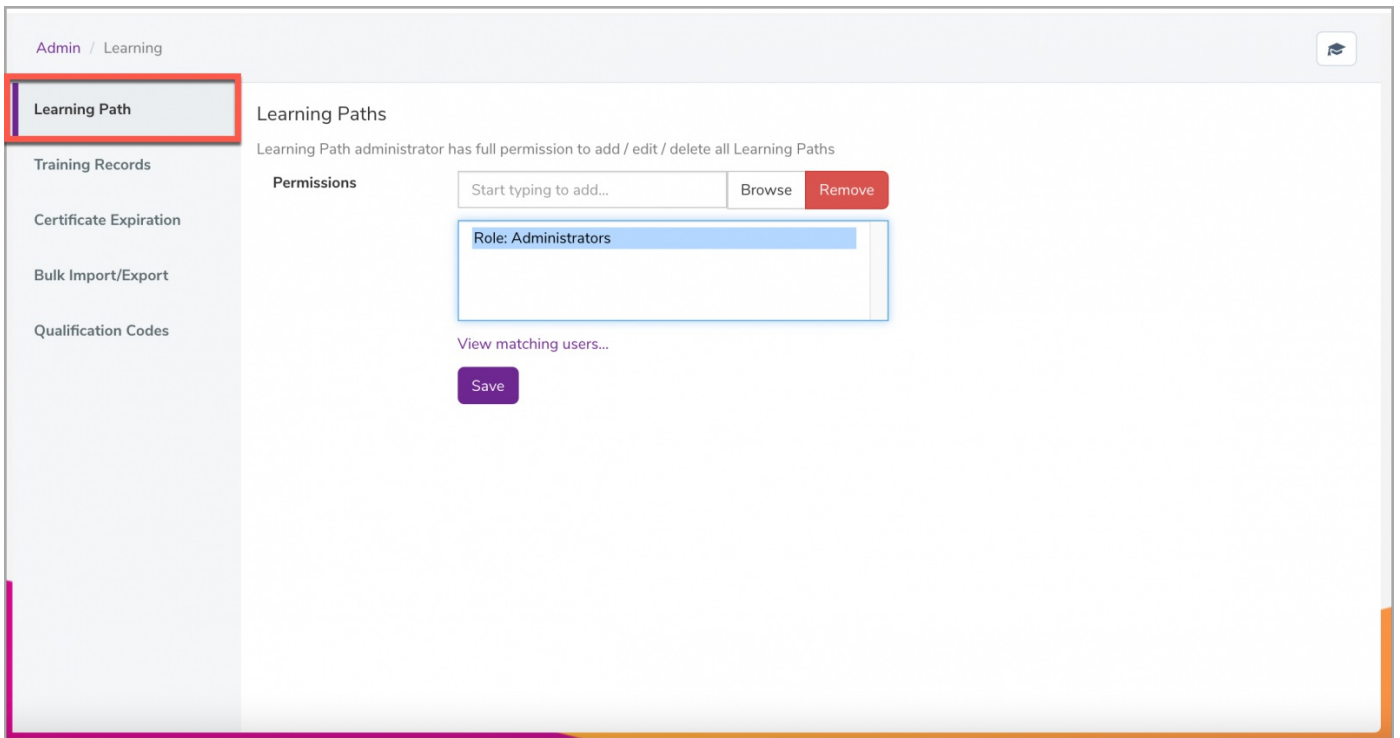 Admin / Learning
Learning Path
Training Records
Certificate Expiration
Bulk Import/Export
Qualification Codes
Learning Paths
Learning Path administrator has full permission to add / edit / delete all Learning Paths
Permissions
Start typing to add... Browse Remove
Role: Administrators
View matching users...
Save